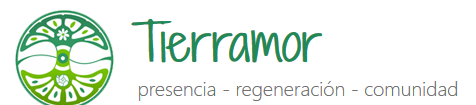 Tierramor
presencia - regeneración - comunidad